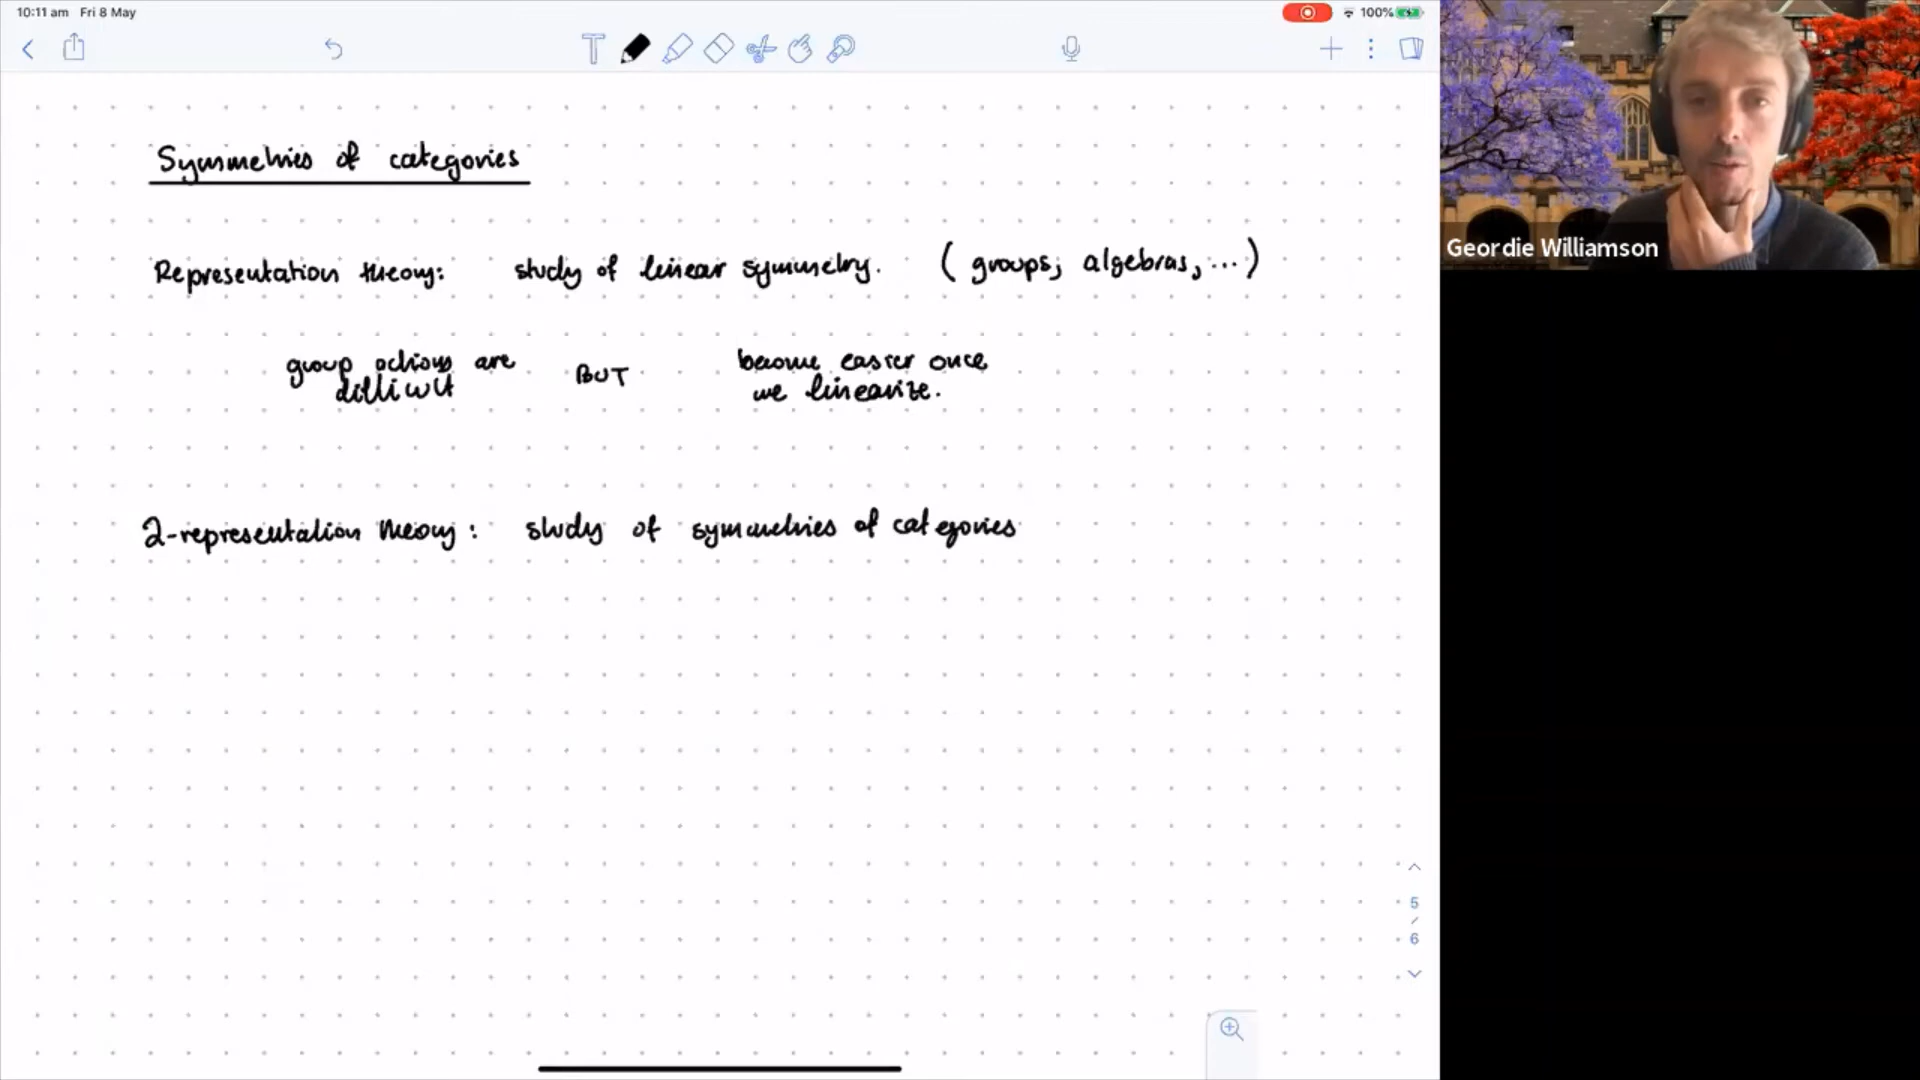 10:11 am Fri 8 May
100%
Symmetries of categories
Geordie Williamson
Representation theory: study of linear symmetry. (groups, algebras, ...)
group actions are BUT become easier once
difficult we linearize.
2-representation theory: study of symmetries of categories
5
/
6